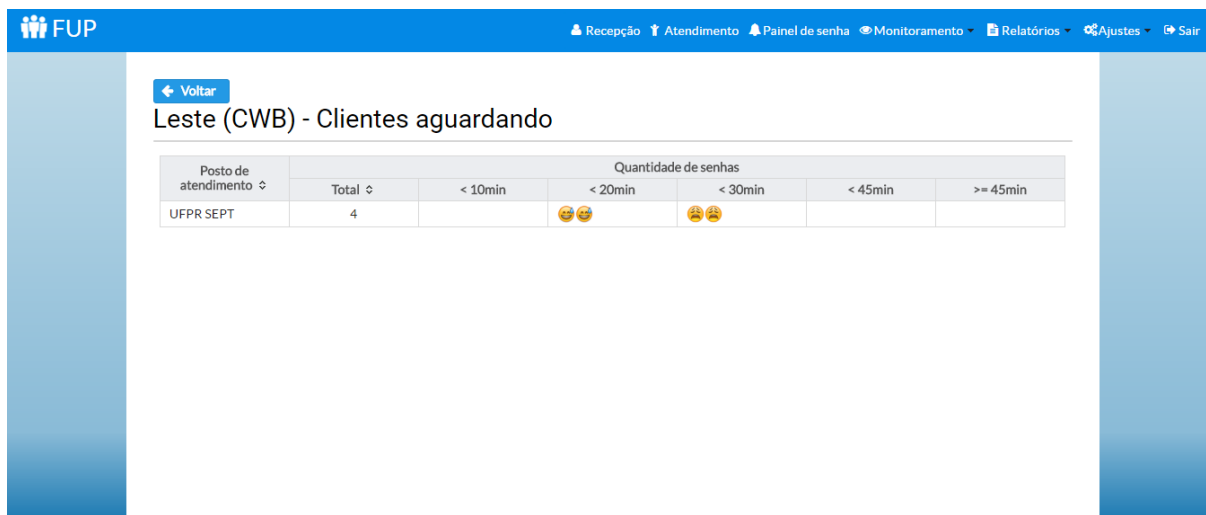 FUP
Recepção Atendimento Painel de senha Monitoramento Relatórios Ajustes Sair
Voltar
Leste (CWB) - Clientes aguardando
Posto de atendimento Quantidade de senhas
Total < 10min < 20min < 30min < 45min >= 45min
UFPR SEPT 4 😅😅 😩😩